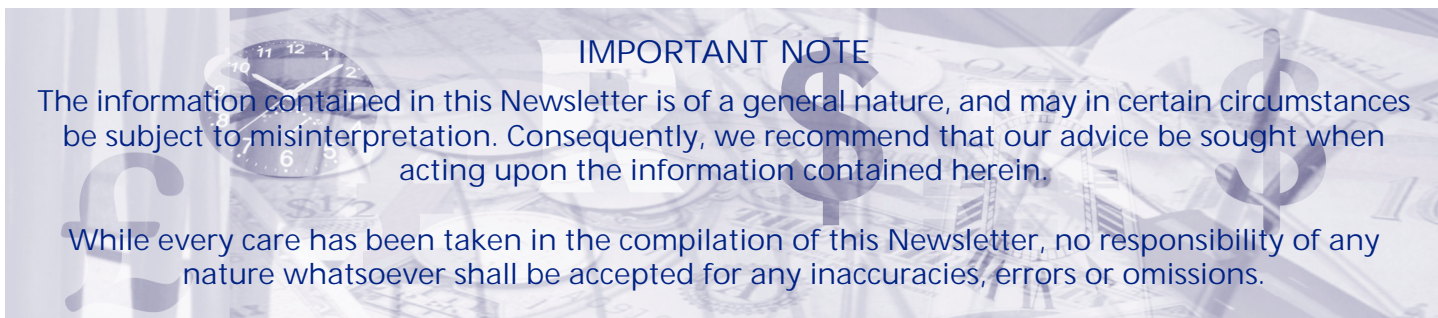 IMPORTANT NOTE
The information contained in this Newsletter is of a general nature, and may in certain circumstances
be subject to misinterpretation. Consequently, we recommend that our advice be sought when
acting upon the information contained herein.
While every care has been taken in the compilation of this Newsletter, no responsibility of any
nature whatsoever shall be accepted for any inaccuracies, errors or omissions.